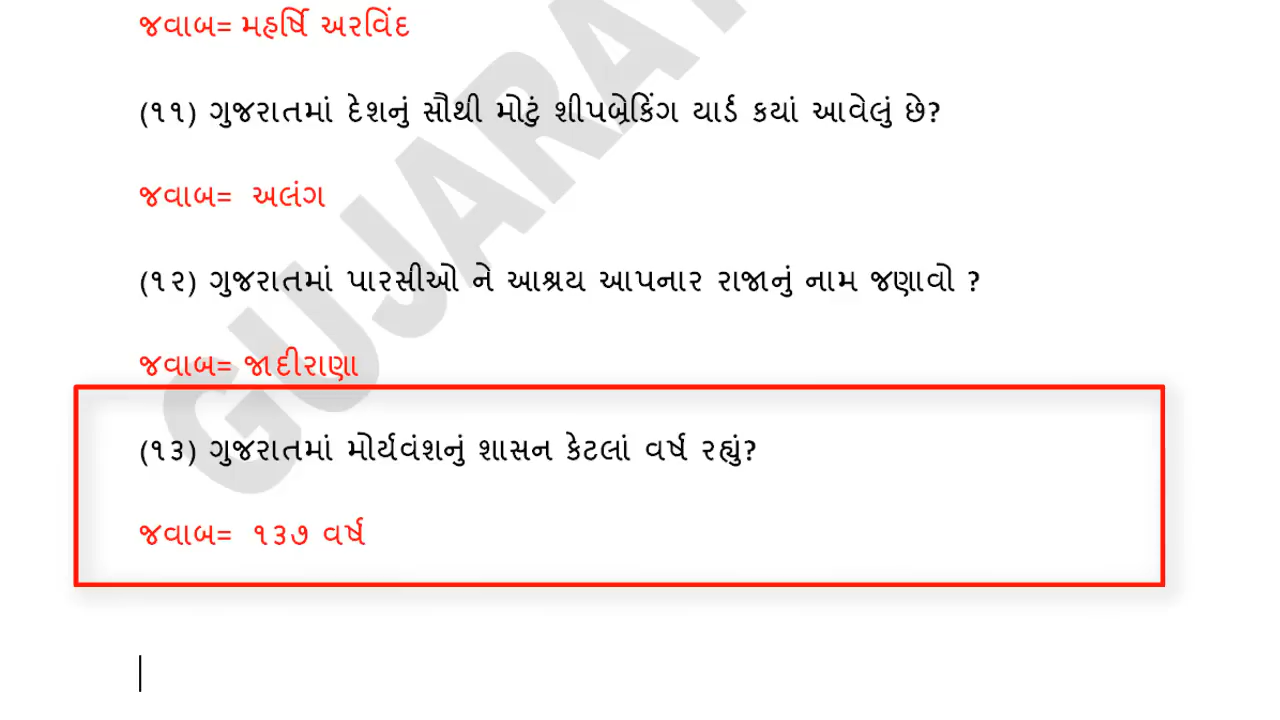 જવાબ= મહર્ષિ અરવિંદ
(૧૧) ગુજરાતમાં દેશનું સૌથી મોટું શીપબ્રેકિંગ યાર્ડ કયાં આવેલું છે?
જવાબ= અલંગ
(૧૨) ગુજરાતમાં પારસીઓ ને આશ્રય આપનાર રાજાનું નામ જણાવો ?
જવાબ= જાદીરાણા
(૧૩) ગુજરાતમાં મોર્યવંશનું શાસન કેટલાં વર્ષ રહ્યું?
જવાબ= ૧૩૭ વર્ષ
GUJARAT